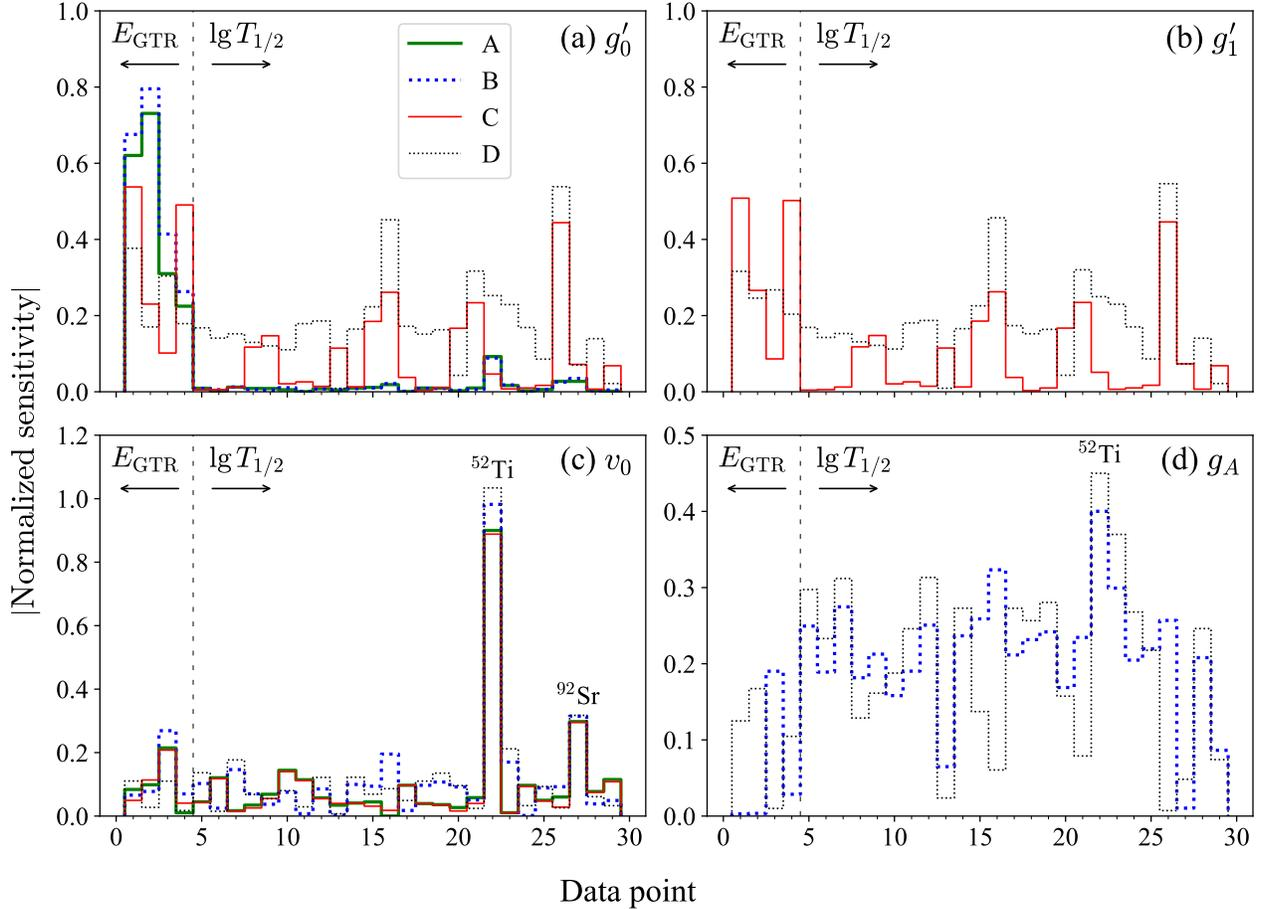 |Normalized sensitivity|
1.0
0.8
0.6
0.4
0.2
0.0
E_GTR
lg T_1/2
(a) g′_0
A
B
C
D
1.0
0.8
0.6
0.4
0.2
0.0
E_GTR
lg T_1/2
(b) g′_1
1.2
1.0
0.8
0.6
0.4
0.2
0.0
E_GTR
lg T_1/2
(c) v_0
⁵²Ti
⁹²Sr
0 5 10 15 20 25 30
0.5
0.4
0.3
0.2
0.1
0.0
E_GTR
lg T_1/2
⁵²Ti
(d) g_A
0 5 10 15 20 25 30
Data point